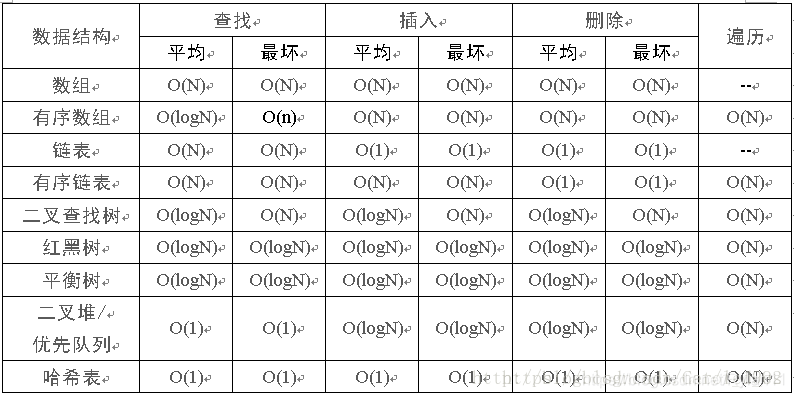 数据结构 查找 插入 删除 遍历
平均 最坏 平均 最坏 平均 最坏
数组 O(N) O(N) O(N) O(N) O(N) O(N) --
有序数组 O(logN) O(n) O(N) O(N) O(N) O(N) O(N)
链表 O(N) O(N) O(1) O(1) O(1) O(1) --
有序链表 O(N) O(N) O(N) O(N) O(1) O(1) O(N)
二叉查找树 O(logN) O(N) O(logN) O(N) O(logN) O(N) O(N)
红黑树 O(logN) O(logN) O(logN) O(logN) O(logN) O(logN) O(N)
平衡树 O(logN) O(logN) O(logN) O(logN) O(logN) O(logN) O(N)
二叉堆/
优先队列 O(1) O(1) O(logN) O(logN) O(logN) O(logN) O(N)
哈希表 O(1) O(1) O(1) O(1) O(1) O(1) O(N)